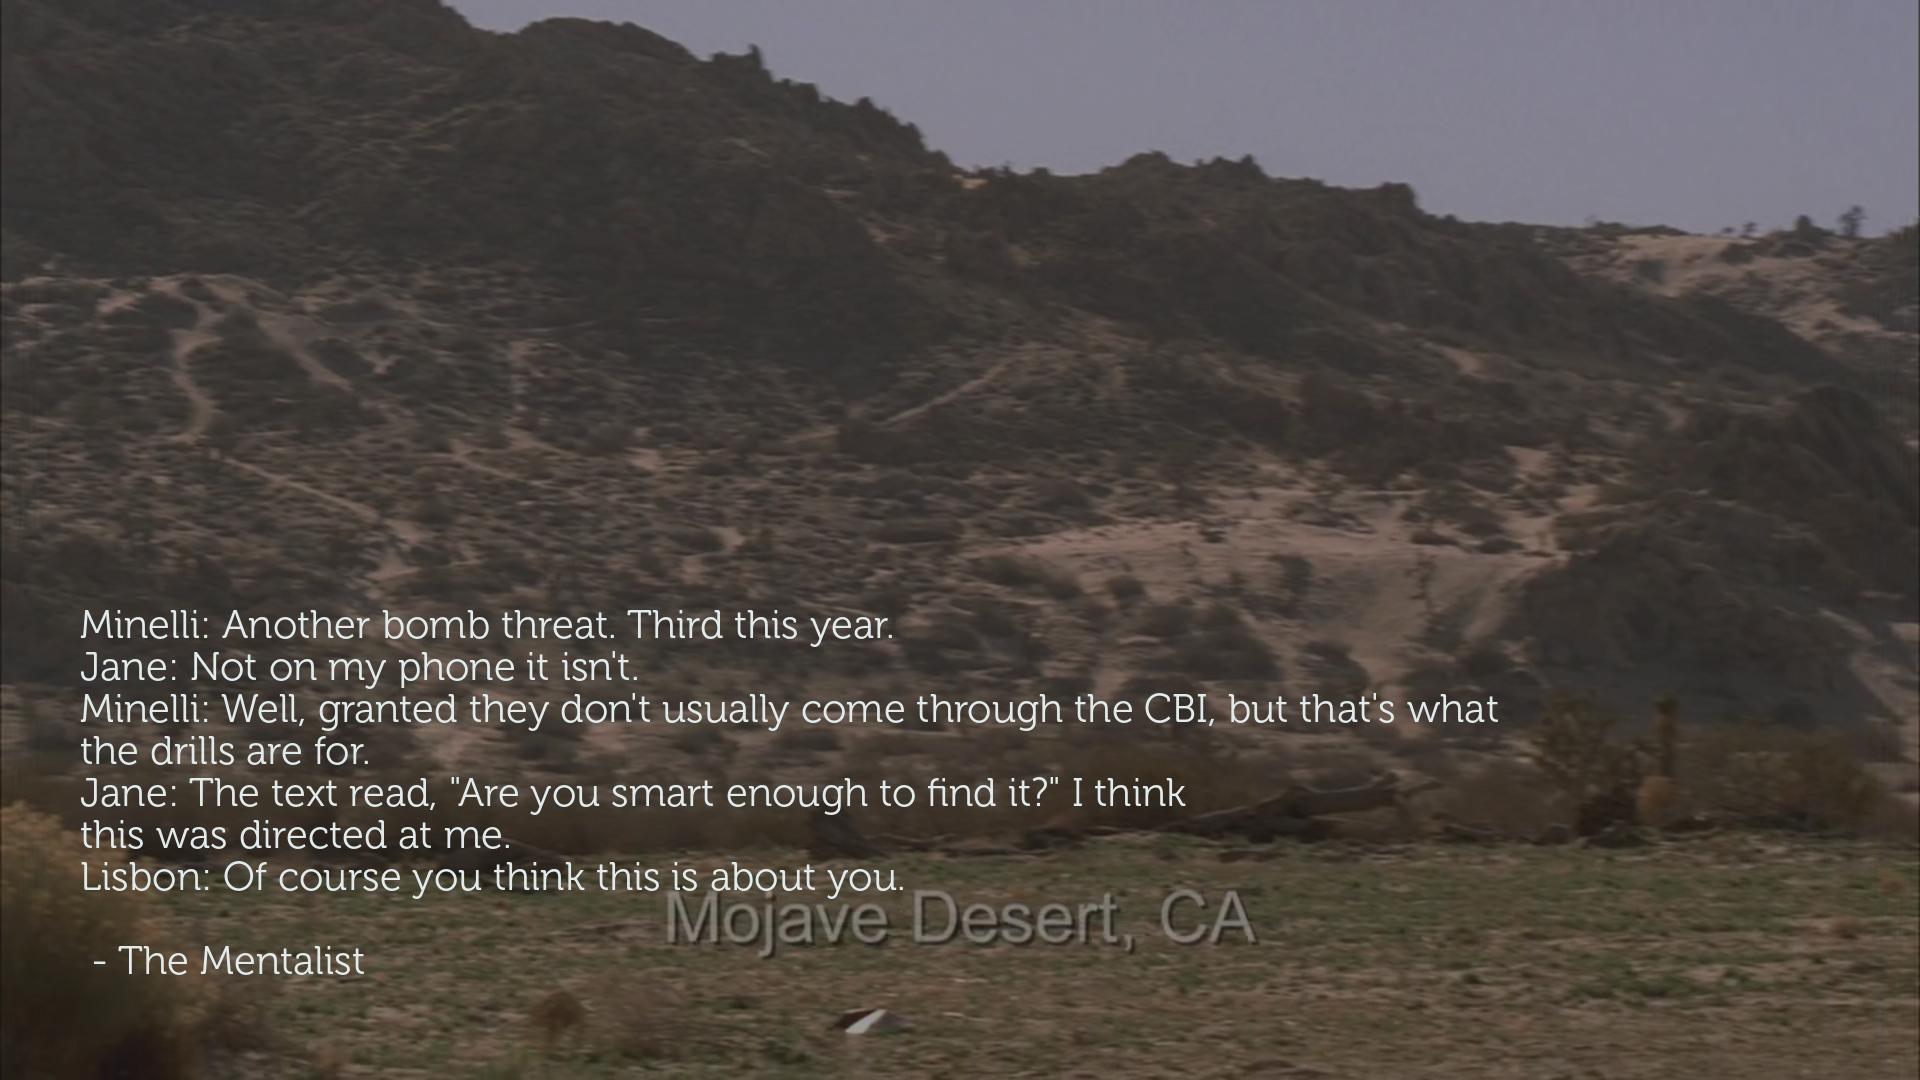 Minelli: Another bomb threat. Third this year.
Jane: Not on my phone it isn't.
Minelli: Well, granted they don't usually come through the CBI, but that's what
the drills are for.
Jane: The text read, "Are you smart enough to find it?" I think
this was directed at me.
Lisbon: Of course you think this is about you.
Mojave Desert, CA
- The Mentalist